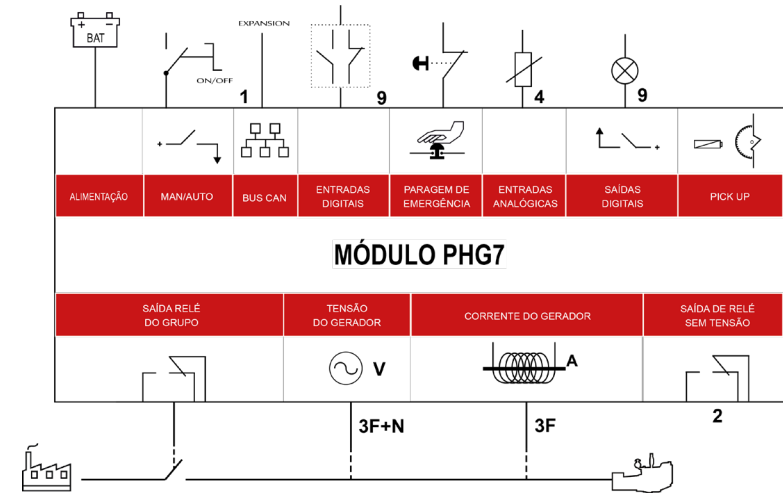 + -
BAT
EXPANSION
ON/OFF
1
9
4
9
+
+
ALIMENTAÇÃO
MAN/AUTO
BUS CAN
ENTRADAS
DIGITAIS
PARAGEM DE
EMERGÊNCIA
ENTRADAS
ANALÓGICAS
SAÍDAS
DIGITAIS
PICK UP
MÓDULO PHG7
SAÍDA RELÉ
DO GRUPO
TENSÃO
DO GERADOR
CORRENTE DO GERADOR
SAÍDA DE RELÉ
SEM TENSÃO
V
A
3F+N
3F
2